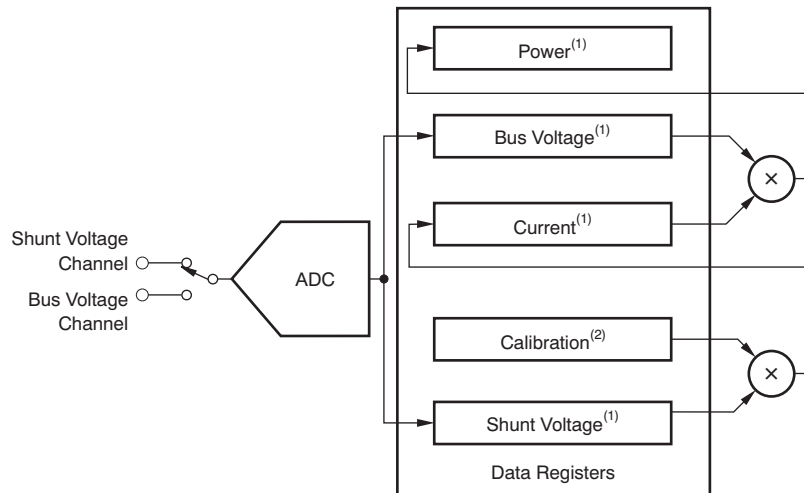 Power(1)
Bus Voltage(1)
×
Current(1)
Shunt Voltage
Channel
ADC
Bus Voltage
Channel
Calibration(2)
×
Shunt Voltage(1)
Data Registers